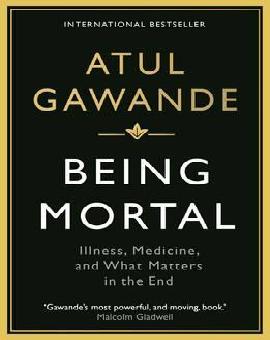 INTERNATIONAL BESTSELLER
ATUL
GAWANDE
BEING
MORTAL
Illness, Medicine,
and What Matters
in the End
"Gawande's most powerful, and moving, book."
Malcolm Gladwell